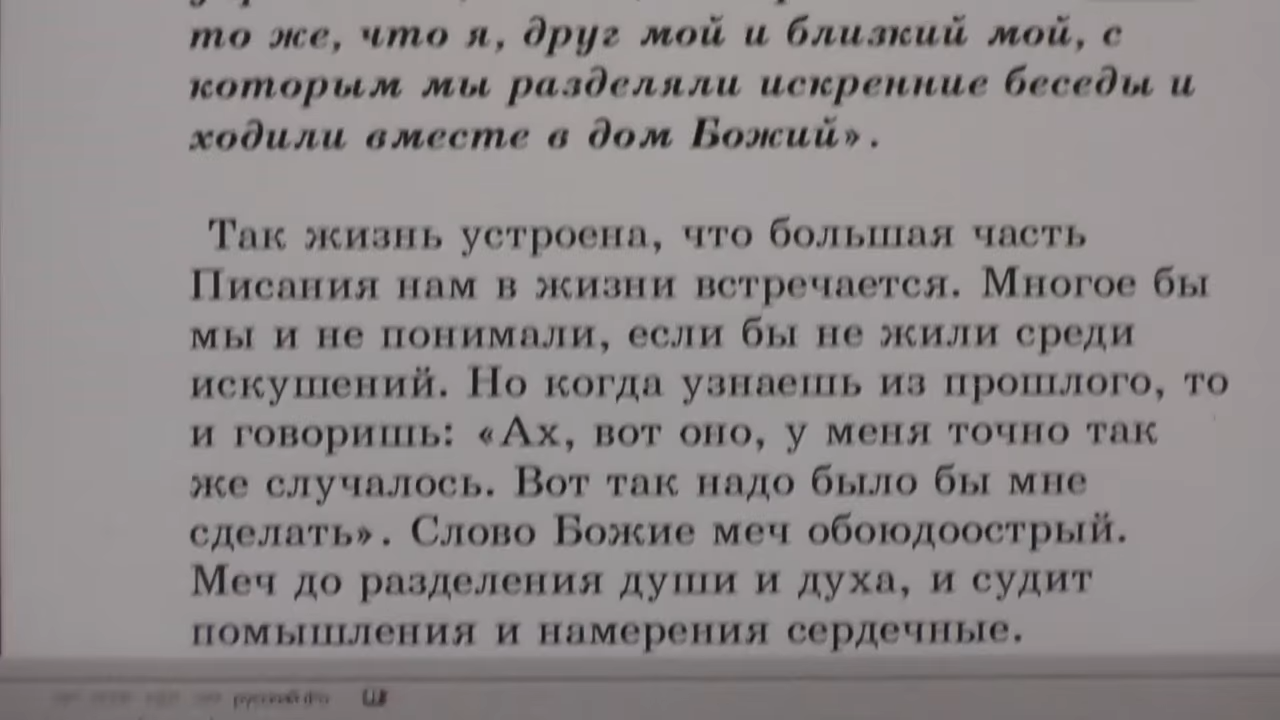 то же, что я, друг мой и близкий мой, с
которым мы разделяли искренние беседы и
ходили вместе в дом Божий».
Так жизнь устроена, что большая часть
Писания нам в жизни встречается. Многое бы
мы и не понимали, если бы не жили среди
искушений. Но когда узнаешь из прошлого, то
и говоришь: «Ах, вот оно, у меня точно так
же случалось. Вот так надо было бы мне
сделать». Слово Божие меч обоюдоострый.
Меч до разделения души и духа, и судит
помышления и намерения сердечные.